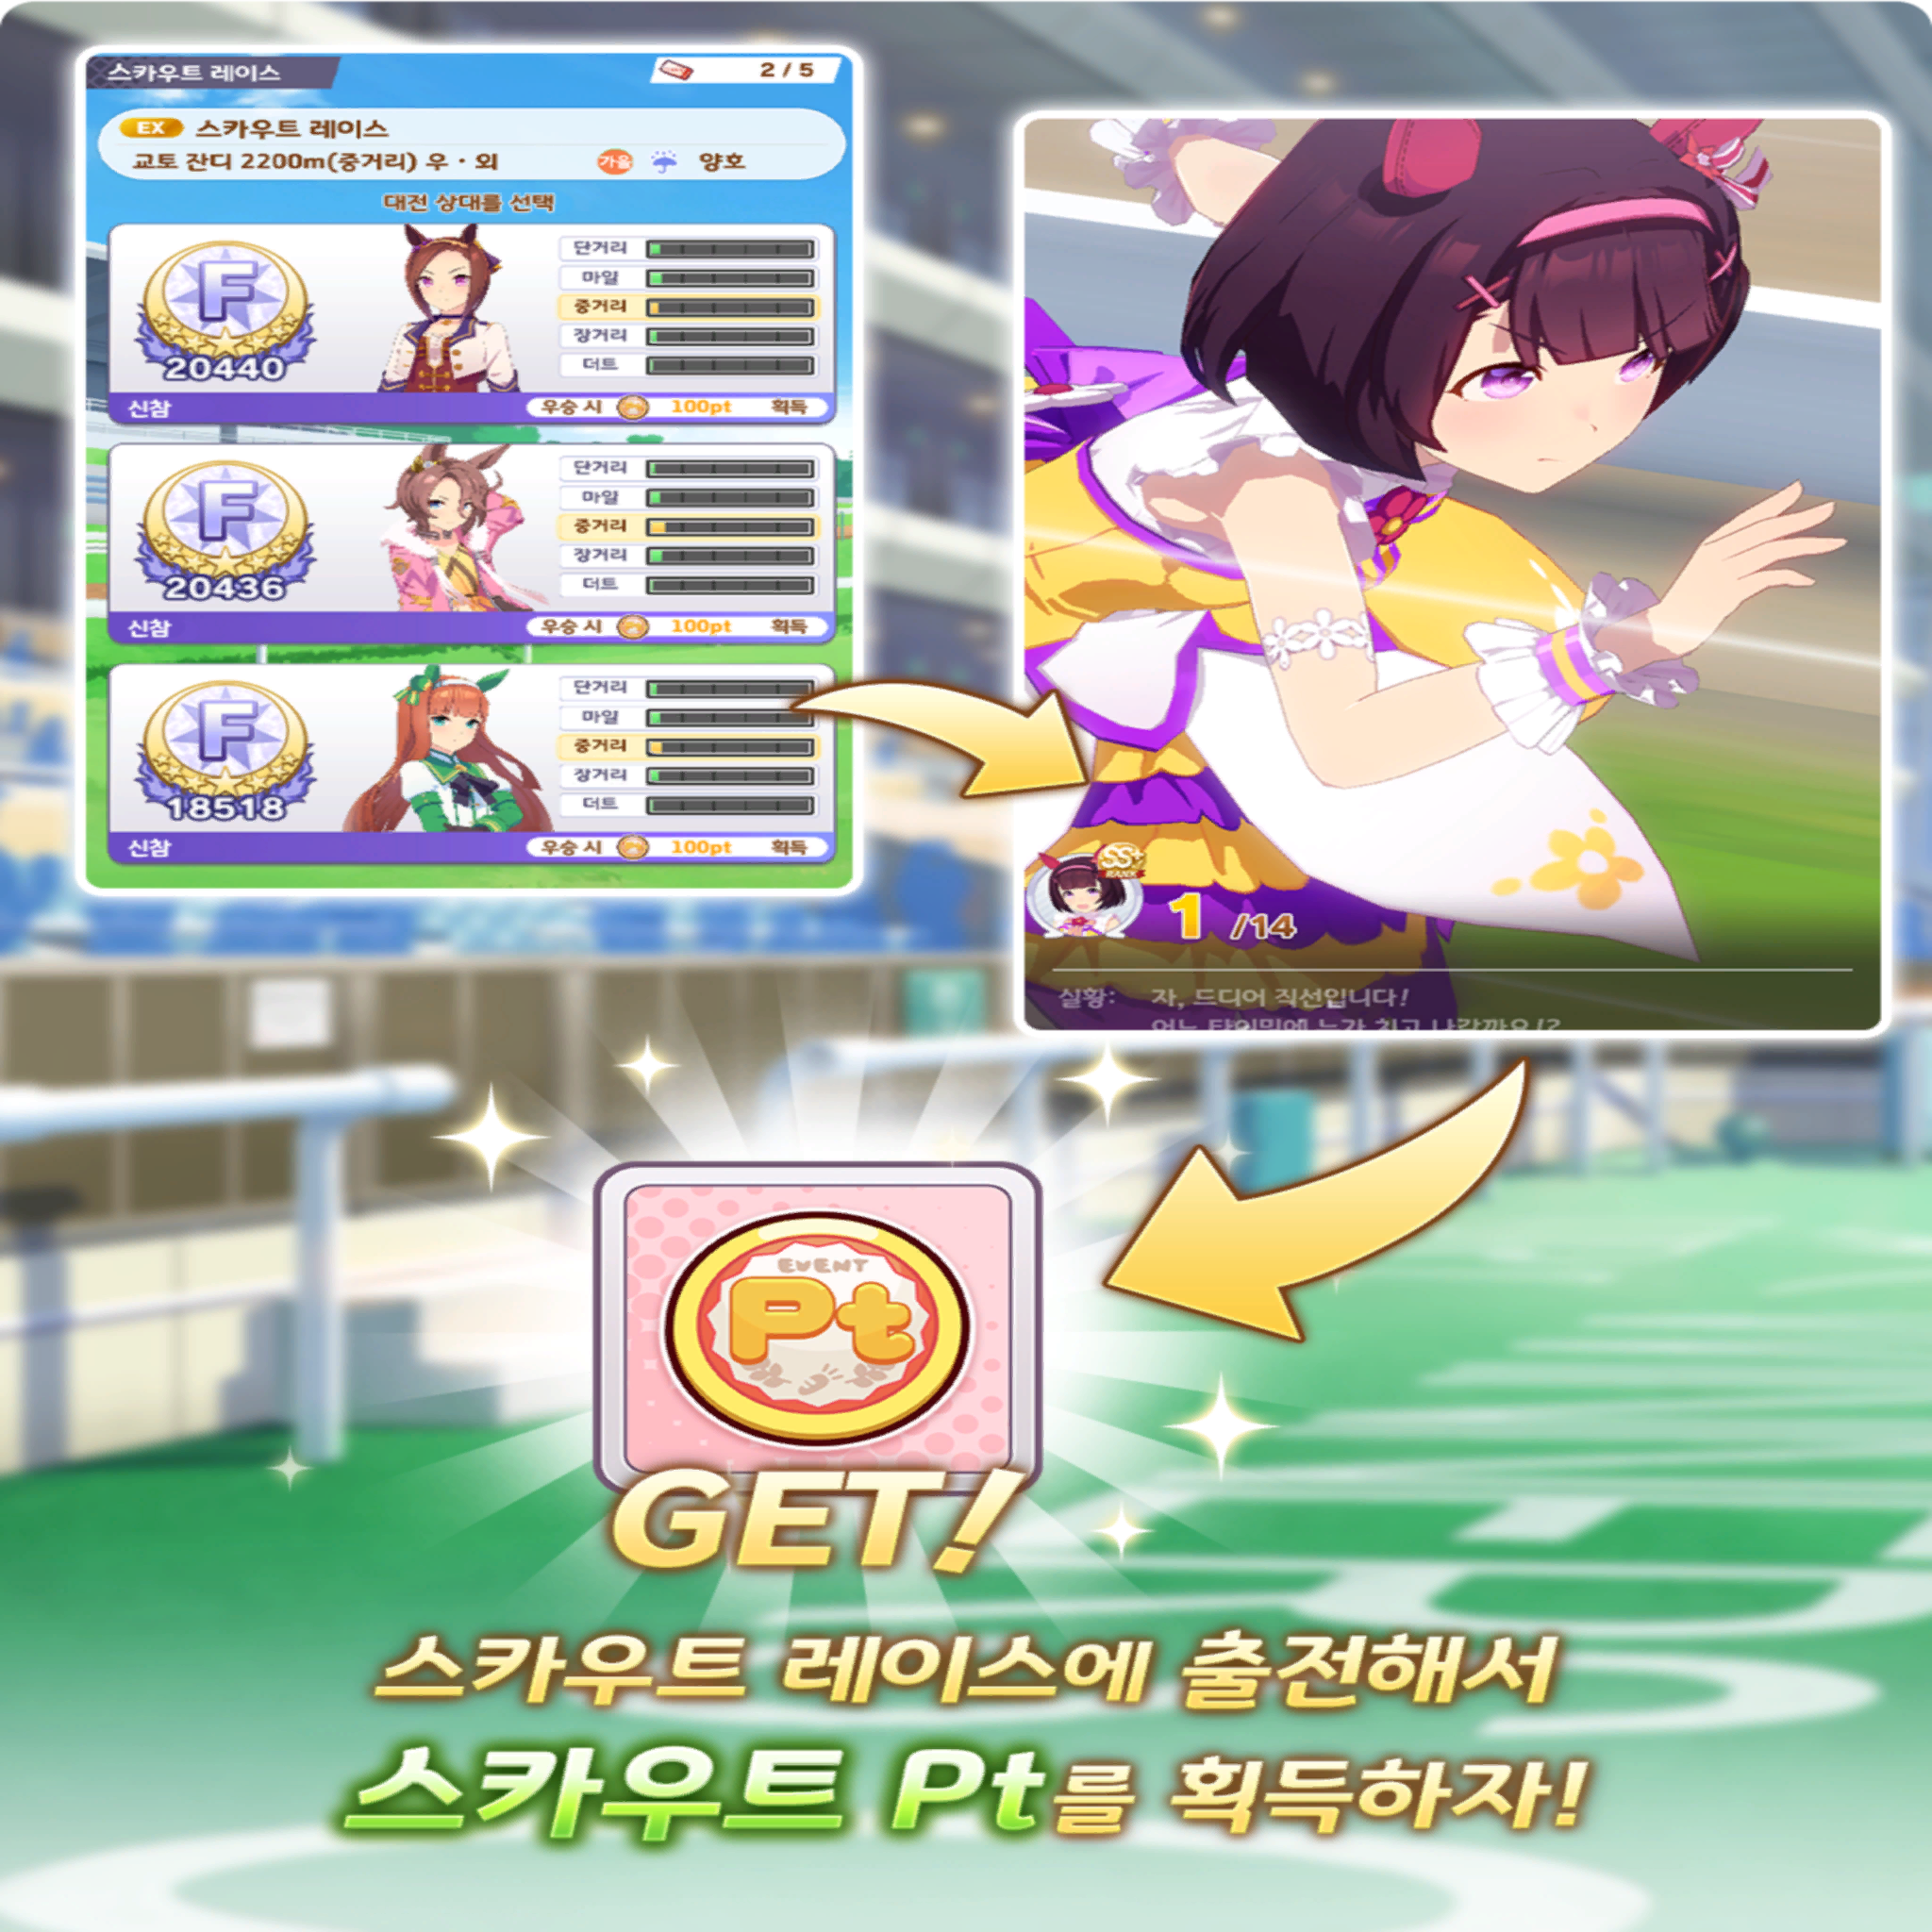 스카우트 레이스
2 / 5
EX 스카우트 레이스
교토 잔디 2200m(중거리) 우 · 외 가을 양호
대전 상대를 선택
F
20440
단거리
마일
중거리
장거리
더트
신참 우승 시 100pt 획득
F
20436
단거리
마일
중거리
장거리
더트
신참 우승 시 100pt 획득
F
18518
단거리
마일
중거리
장거리
더트
신참 우승 시 100pt 획득
SS+
RANK
1 /14
실황: 자, 드디어 직선입니다!
EVENT
Pt
GET!
스카우트 레이스에 출전해서
스카우트 Pt를 획득하자!